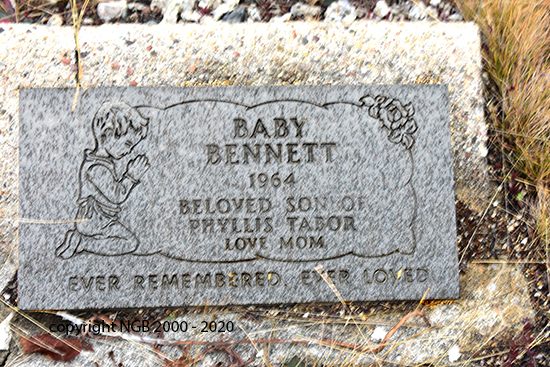 BABY
BENNETT
1964
BELOVED SON OF
PHYLLIS TABOR
LOVE MOM
EVER REMEMBERED, EVER LOVED
copyright NGB 2000 - 2020